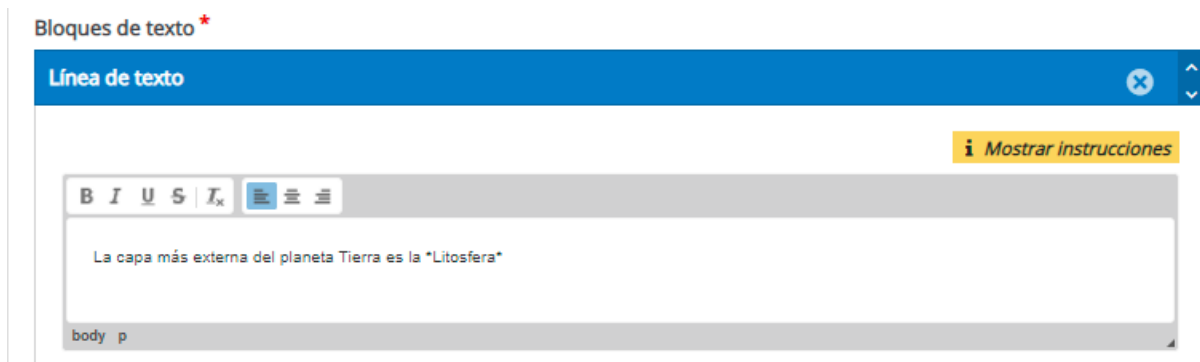 Bloques de texto *
Línea de texto
i Mostrar instrucciones
B I U S Ix
La capa más externa del planeta Tierra es la *Litosfera*
body p